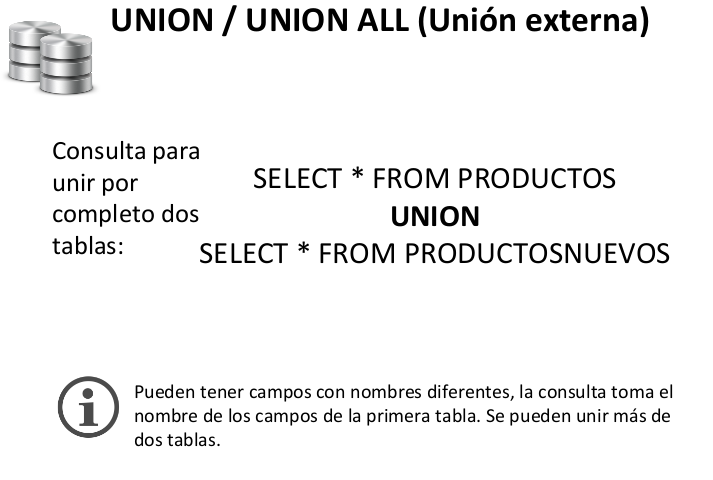 UNION / UNION ALL (Unión externa)
Consulta para
unir por
completo dos
tablas:
SELECT * FROM PRODUCTOS
UNION
SELECT * FROM PRODUCTOSNUEVOS
Pueden tener campos con nombres diferentes, la consulta toma el
nombre de los campos de la primera tabla. Se pueden unir más de
dos tablas.